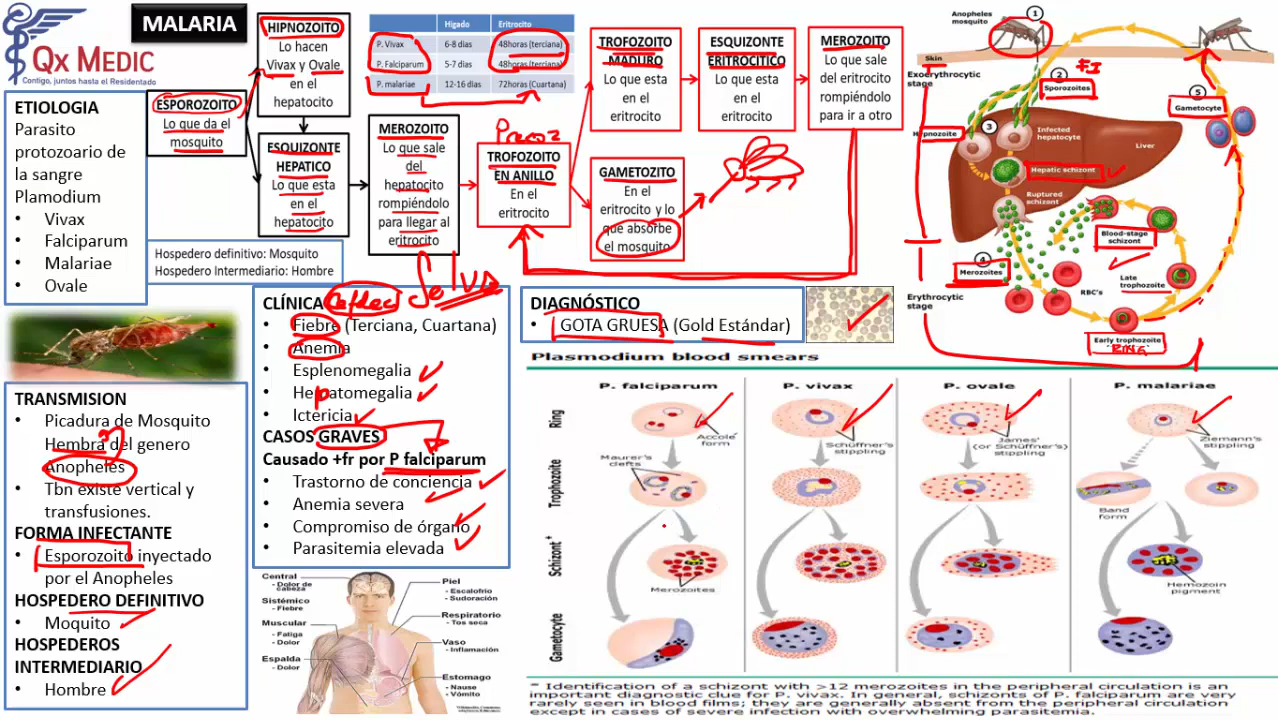 Qx MEDIC
Contigo, juntos hasta el Residentado
MALARIA
ETIOLOGIA
Parasito
protozoario de
la sangre
Plamodium
• Vivax
• Falciparum
• Malariae
• Ovale
ESPOROZOITO
Lo que da el
mosquito
HIPNOZOITO
Lo hacen
Vivax y Ovale
en el
hepatocito
ESQUIZONTE
HEPATICO
Lo que esta
en el
hepatocito
Hospedero definitivo: Mosquito
Hospedero Intermediario: Hombre
Hígado Eritrocito
P. Vivax 6-8 dias 48horas (terciana)
P. Falciparum 5-7 dias 48horas (terciana)
P. malariae 12-16 dias 72horas (Cuartana)
MEROZOITO
Lo que sale
del
hepatocito
rompiéndolo
para llegar al
eritrocito
Precoz
TROFOZOITO
EN ANILLO
En el
eritrocito
TROFOZOITO
MADURO
Lo que esta
en el
eritrocito
ESQUIZONTE
ERITROCITICO
Lo que esta
en el
eritrocito
MEROZOITO
Lo que sale
del eritrocito
rompiéndolo
para ir a otro
GAMETOZITO
En el
eritrocito y lo
que absorbe
el mosquito
Anopheles
mosquito
1
Skin
Exoerythrocytic
stage
2
FI
Sporozoites
Hypnozoite
3
Infected
hepatocyte
Liver
Hepatic schizont
Ruptured
schizont
5
Gametocyte
4
Merozoites
Blood-stage
schizont
Late
trophozoite
RBC's
Erythrocytic
stage
Early trophozoite
"RING"
TRANSMISION
• Picadura de Mosquito
Hembra del genero
Anopheles
• Tbn existe vertical y
transfusiones.
FORMA INFECTANTE
• Esporozoito inyectado
por el Anopheles
HOSPEDERO DEFINITIVO
• Moquito
HOSPEDEROS
INTERMEDIARIO
• Hombre
Selva
CLÍNICA
• Fiebre (Terciana, Cuartana)
• Anemia
• Esplenomegalia
• Hepatomegalia
• Ictericia
CASOS GRAVES
Causado +fr por P falciparum
• Trastorno de conciencia
• Anemia severa
• Compromiso de órgano
• Parasitemia elevada
Central
- Dolor de
cabeza
Sistémico
- Fiebre
Muscular
- Fatiga
- Dolor
Espalda
- Dolor
Piel
- Escalofrío
- Sudoración
Respiratorio
- Tos seca
Vaso
- Inflamación
Estomago
- Nause
- Vómito
DIAGNÓSTICO
• GOTA GRUESA (Gold Estándar)
Plasmodium blood smears
P. falciparum P. vivax P. ovale P. malariae
Ring
Accolé
form
Schüffner's
stippling
James'
(or Schüffner's)
stippling
Ziemann's
stippling
Trophozoite
Maurer's
clefts
Band
form
Schizont+
Merozoites
Hemozoin
pigment
Gametocyte
* Identification of a schizont with >12 merozoites in the peripheral circulation is an
important diagnostic clue for P. vivax. In general, schizonts of P. falciparum are very
rarely seen in blood films; they are generally absent from the peripheral circulation
except in cases of severe infection with overwhelming parasitemia.